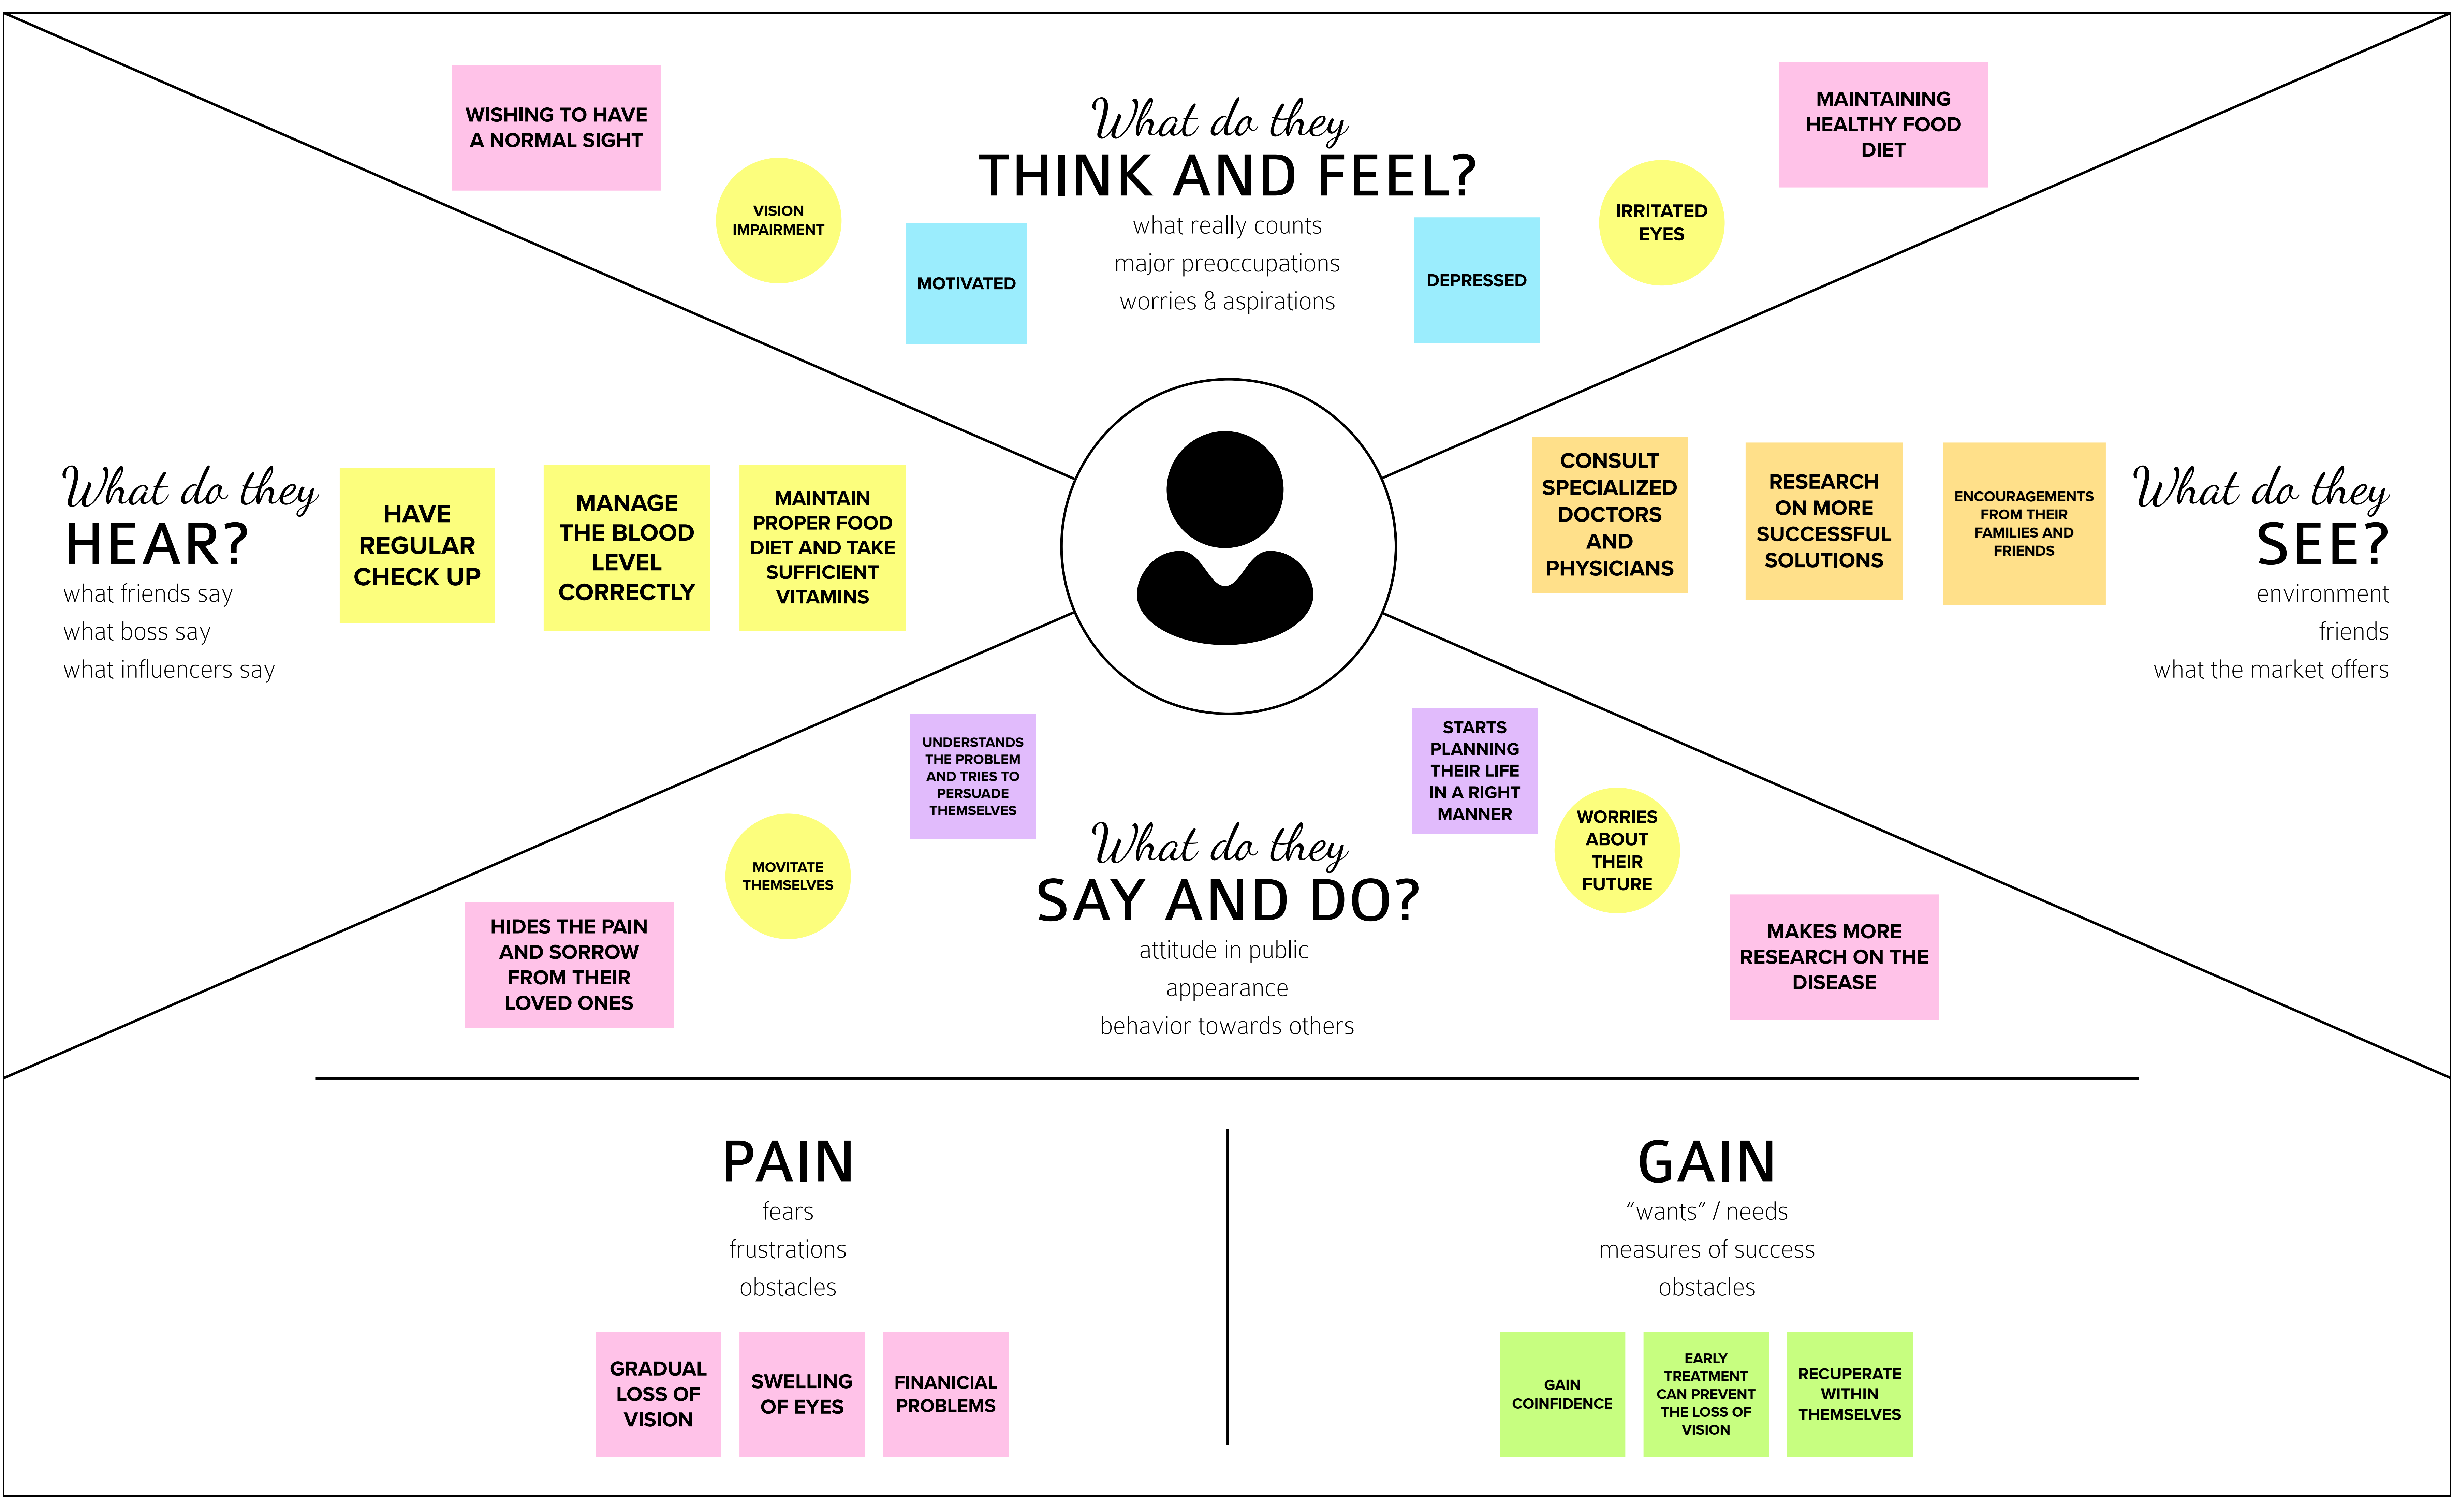 WISHING TO HAVE
A NORMAL SIGHT
VISION
IMPAIRMENT
MOTIVATED
What do they
THINK AND FEEL?
what really counts
major preoccupations
worries & aspirations
DEPRESSED
IRRITATED
EYES
MAINTAINING
HEALTHY FOOD
DIET
What do they
HEAR?
what friends say
what boss say
what influencers say
HAVE
REGULAR
CHECK UP
MANAGE
THE BLOOD
LEVEL
CORRECTLY
MAINTAIN
PROPER FOOD
DIET AND TAKE
SUFFICIENT
VITAMINS
CONSULT
SPECIALIZED
DOCTORS
AND
PHYSICIANS
RESEARCH
ON MORE
SUCCESSFUL
SOLUTIONS
ENCOURAGEMENTS
FROM THEIR
FAMILIES AND
FRIENDS
What do they
SEE?
environment
friends
what the market offers
HIDES THE PAIN
AND SORROW
FROM THEIR
LOVED ONES
MOVITATE
THEMSELVES
UNDERSTANDS
THE PROBLEM
AND TRIES TO
PERSUADE
THEMSELVES
What do they
SAY AND DO?
attitude in public
appearance
behavior towards others
STARTS
PLANNING
THEIR LIFE
IN A RIGHT
MANNER
WORRIES
ABOUT
THEIR
FUTURE
MAKES MORE
RESEARCH ON THE
DISEASE
PAIN
fears
frustrations
obstacles
GRADUAL
LOSS OF
VISION
SWELLING
OF EYES
FINANICIAL
PROBLEMS
GAIN
“wants” / needs
measures of success
obstacles
GAIN
COINFIDENCE
EARLY
TREATMENT
CAN PREVENT
THE LOSS OF
VISION
RECUPERATE
WITHIN
THEMSELVES